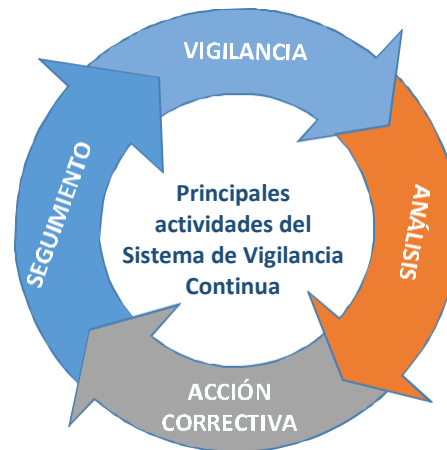 VIGILANCIA
ANÁLISIS
ACCIÓN
CORRECTIVA
SEGUIMIENTO
Principales
actividades del
Sistema de Vigilancia
Continua